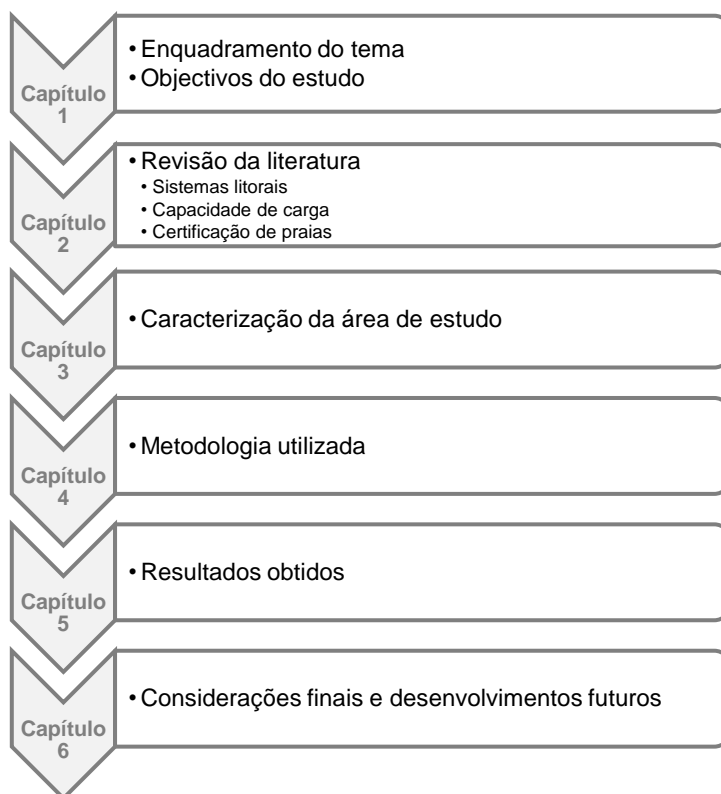 Capítulo
1
• Enquadramento do tema
• Objectivos do estudo
Capítulo
2
• Revisão da literatura
• Sistemas litorais
• Capacidade de carga
• Certificação de praias
Capítulo
3
• Caracterização da área de estudo
Capítulo
4
• Metodologia utilizada
Capítulo
5
• Resultados obtidos
Capítulo
6
• Considerações finais e desenvolvimentos futuros